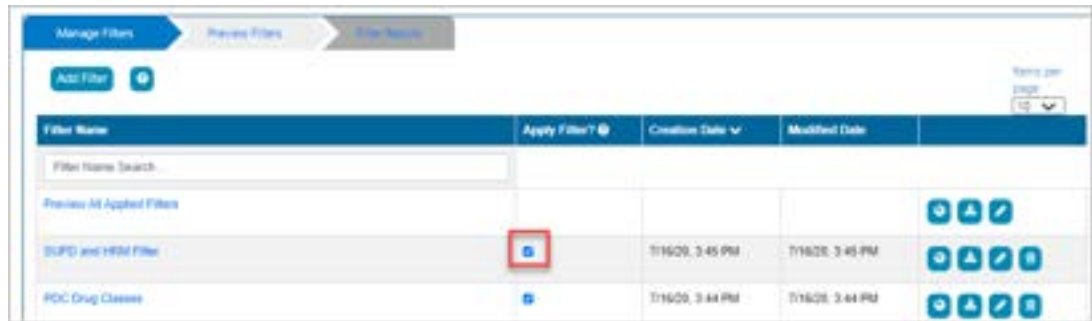 Manage Filters
Preview Filters
Filter Results
Add Filter
Items per
page
10
Filter Name
Apply Filter?
Creation Date
Modified Date
Filter Name Search...
Preview All Applied Filters
SUPD and HRM Filter
7/16/20, 3:45 PM
7/16/20, 3:45 PM
PDC Drug Classes
7/16/20, 3:44 PM
7/16/20, 3:44 PM